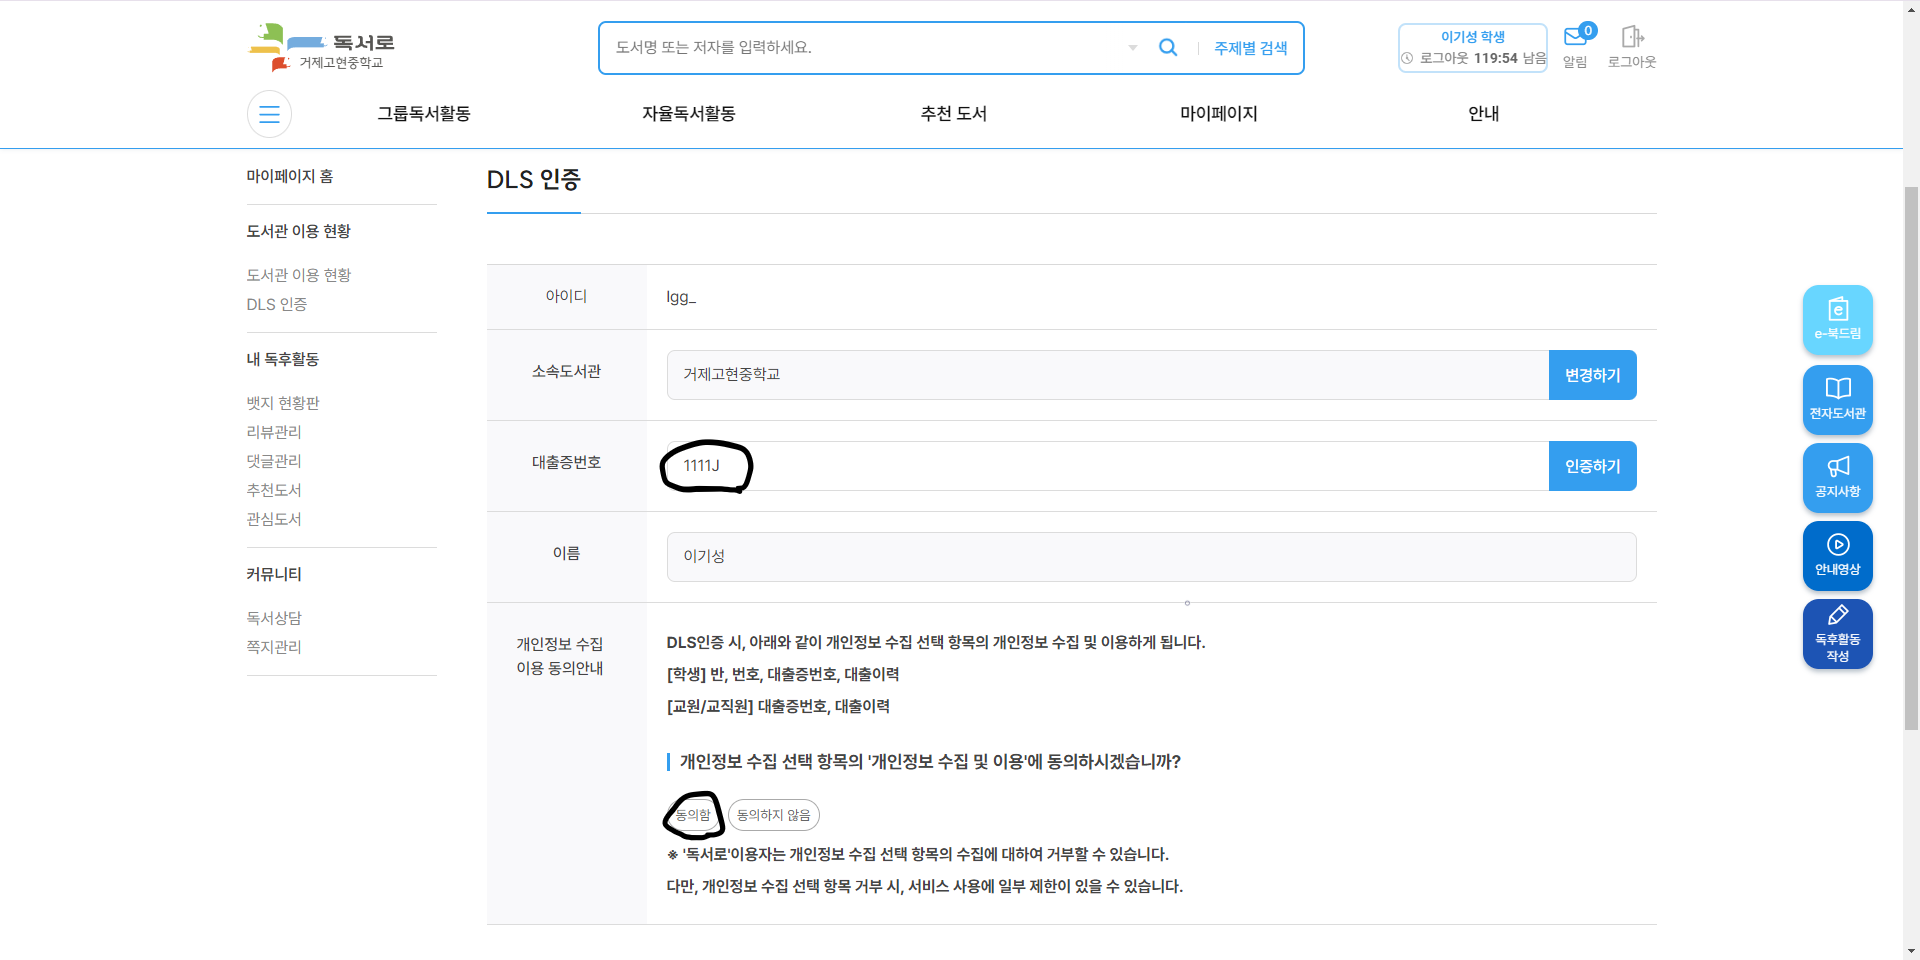 독서로
거제고현중학교
도서명 또는 저자를 입력하세요.
주제별 검색
이기성 학생
로그아웃 119:54 남음
0
알림
로그아웃
그룹독서활동
자율독서활동
추천 도서
마이페이지
안내
마이페이지 홈
도서관 이용 현황
도서관 이용 현황
DLS 인증
내 독후활동
뱃지 현황판
리뷰관리
댓글관리
추천도서
관심도서
커뮤니티
독서상담
쪽지관리
DLS 인증
아이디
lgg_
소속도서관
거제고현중학교
변경하기
대출증번호
1111J
인증하기
이름
이기성
개인정보 수집
이용 동의안내
DLS인증 시, 아래와 같이 개인정보 수집 선택 항목의 개인정보 수집 및 이용하게 됩니다.
[학생] 반, 번호, 대출증번호, 대출이력
[교원/교직원] 대출증번호, 대출이력
개인정보 수집 선택 항목의 '개인정보 수집 및 이용'에 동의하시겠습니까?
동의함
동의하지 않음
※ '독서로'이용자는 개인정보 수집 선택 항목의 수집에 대하여 거부할 수 있습니다.
다만, 개인정보 수집 선택 항목 거부 시, 서비스 사용에 일부 제한이 있을 수 있습니다.
e-북드림
전자도서관
공지사항
안내영상
독후활동
작성